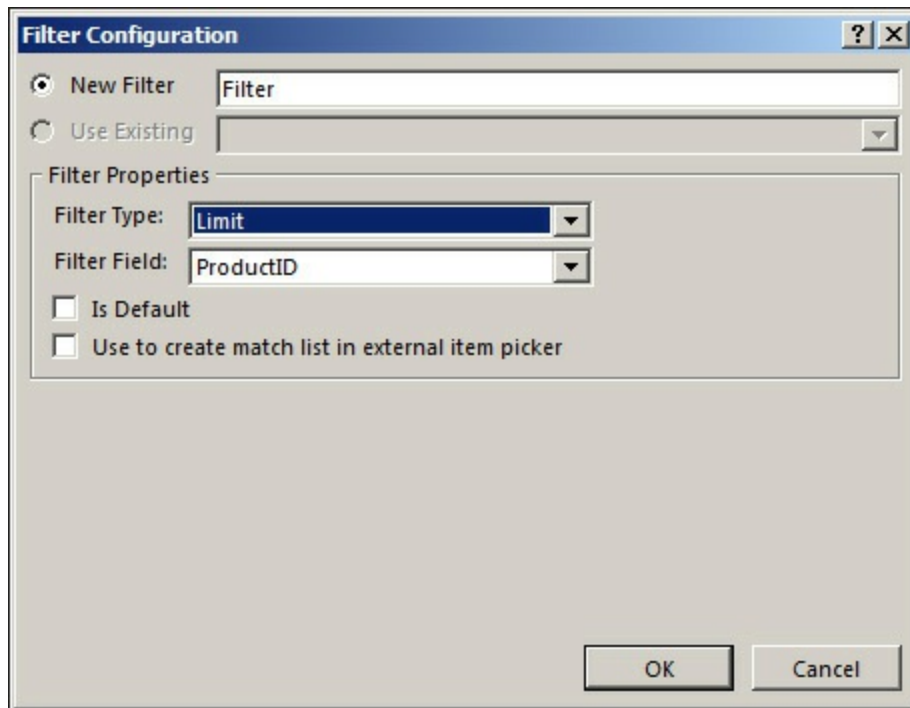 Filter Configuration
New Filter Filter
Use Existing
Filter Properties
Filter Type: Limit
Filter Field: ProductID
Is Default
Use to create match list in external item picker
OK Cancel